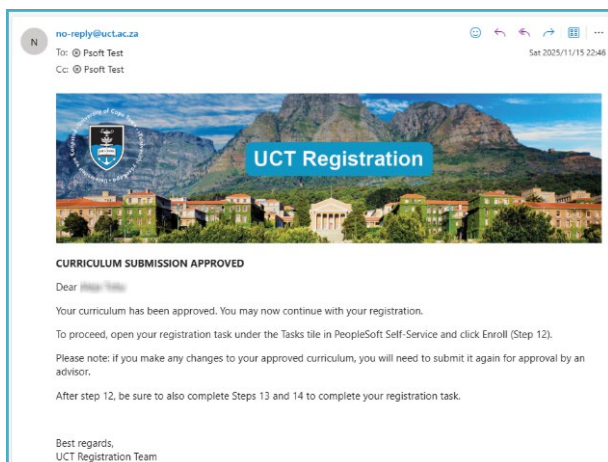 N
no-reply@uct.ac.za
To: Psoft Test
Sat 2025/11/15 22:46
Cc: Psoft Test
UCT Registration
CURRICULUM SUBMISSION APPROVED
Dear
Your curriculum has been approved. You may now continue with your registration.
To proceed, open your registration task under the Tasks tile in PeopleSoft Self-Service and click Enroll (Step 12).
Please note: if you make any changes to your approved curriculum, you will need to submit it again for approval by an
advisor.
After step 12, be sure to also complete Steps 13 and 14 to complete your registration task.
Best regards,
UCT Registration Team